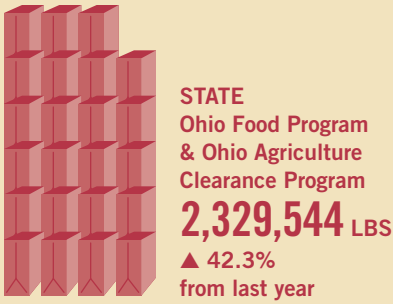 STATE
Ohio Food Program
& Ohio Agriculture
Clearance Program
2,329,544 LBS
▲ 42.3%
from last year